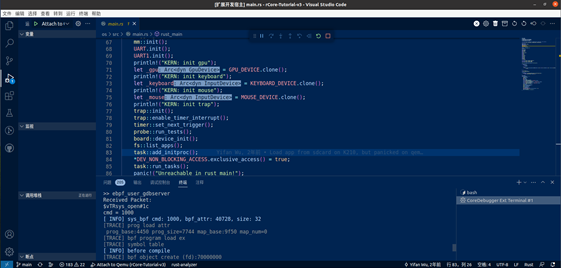 [扩展开发宿主] main.rs - rCore-Tutorial-v3 - Visual Studio Code
文件 编辑 选择 查看 转到 运行 终端 帮助
Attach to
main.rs 7
os > src > main.rs > rust_main
变量
67 mm::init();
68 UART.init();
69 UART1.init();
70 println!("KERN: init gpu");
71 let _gpu: Arc<dyn GpuDevice> = GPU_DEVICE.clone();
72 println!("KERN: init keyboard");
73 let _keyboard: Arc<dyn InputDevice> = KEYBOARD_DEVICE.clone();
74 println!("KERN: init mouse");
75 let _mouse: Arc<dyn InputDevice> = MOUSE_DEVICE.clone();
76 println!("KERN: init trap");
77 trap::init();
78 trap::enable_timer_interrupt();
79 timer::set_next_trigger();
80 probe::run_tests();
81 board::device_init();
82 fs::list_apps();
83 task::add_initproc();
84 *DEV_NON_BLOCKING_ACCESS.exclusive_access() = true;
85 task::run_tasks();
86 panic!("Unreachable in rust_main!");
监视
调用堆栈
断点
问题 输出 调试控制台 终端 注释
>> ebpf_user_gdbserver
Received Packet:
$vTRsys_open#1c
cmd = 1000
[ INFO] sys_bpf cmd: 1000, bpf_attr: 40728, size: 32
[TRACE] prog load attr
prog_base:4450 prog_size=7744 map_base:9f50 map_num=0
[TRACE] bpf program load ex
[TRACE] symbol table
[ INFO] before compile
[TRACE] bpf object create (fd):70000000
bash
CoreDebugger Ext Terminal #1
main
183 22
Attach to Qemu (rCore-Tutorial-v3)
rust-analyzer
Yifan Wu, 2年前
行 83，列 26
空格: 4
UTF-8
LF
Rust